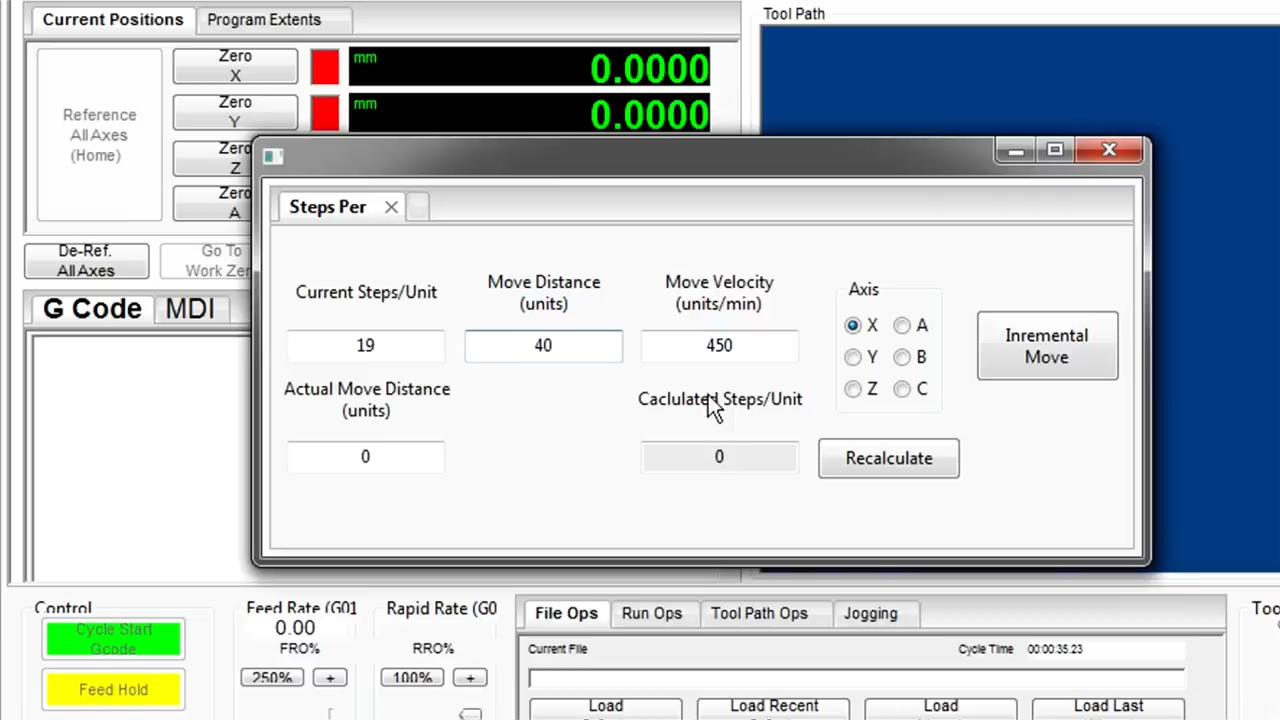 Current Positions
Program Extents
Tool Path
Reference
All Axes
(Home)
Zero
X
mm
0.0000
Zero
Y
mm
0.0000
Zero
Z
Zero
A
De-Ref.
All Axes
Go To
G Code
MDI
Steps Per
Current Steps/Unit
19
Move Distance
(units)
40
Move Velocity
(units/min)
450
Axis
X
A
Y
B
Z
C
Inremental
Move
Actual Move Distance
(units)
0
Caclulated Steps/Unit
0
Recalculate
Control
Cycle Start
Gcode
Feed Hold
Feed Rate (G01
0.00
FRO%
250%
+
Rapid Rate (G0
RRO%
100%
+
File Ops
Run Ops
Tool Path Ops
Jogging
Current File
Cycle Time
00:00:35.23
Load
Load Recent
Load
Load Last